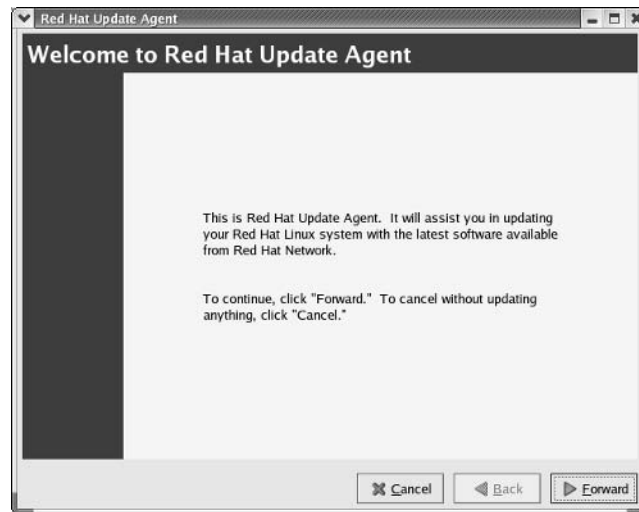 Red Hat Update Agent
Welcome to Red Hat Update Agent
This is Red Hat Update Agent. It will assist you in updating
your Red Hat Linux system with the latest software available
from Red Hat Network.
To continue, click "Forward." To cancel without updating
anything, click "Cancel."
Cancel
Back
Forward